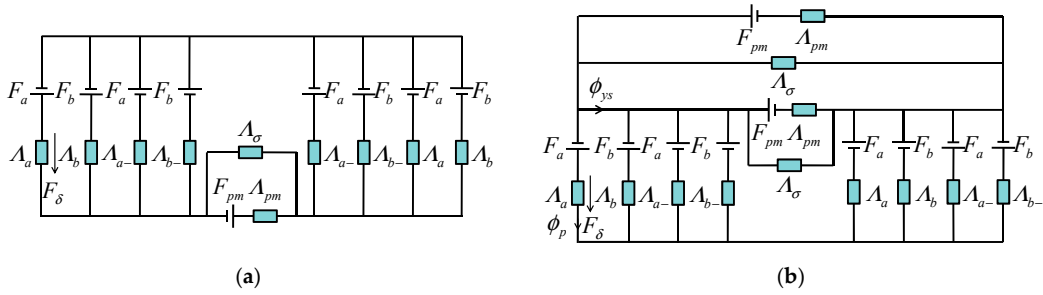 F_a F_b F_a F_b F_a F_b F_a F_b
Λ_a Λ_b Λ_a- Λ_b- Λ_σ Λ_a- Λ_b- Λ_a Λ_b
F_δ F_pm Λ_pm
(a)
F_pm Λ_pm
Λ_σ
ϕ_ys
F_a F_b F_a F_b F_pm Λ_pm F_a F_b F_a F_b
Λ_σ
Λ_a Λ_b Λ_a- Λ_b- Λ_a Λ_b Λ_a- Λ_b-
ϕ_p F_δ
(b)